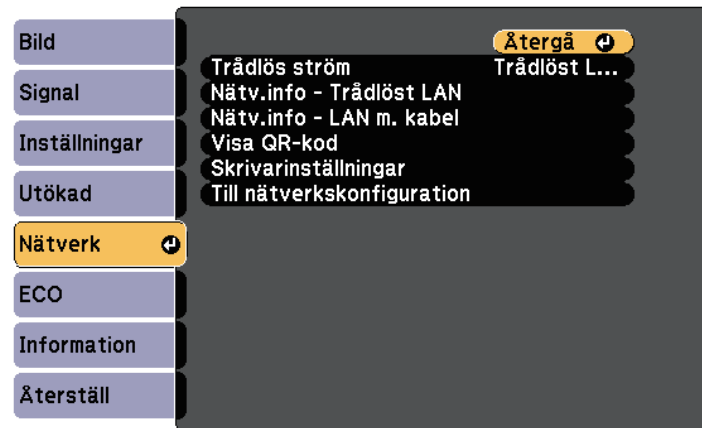 Bild
Signal
Inställningar
Utökad
Nätverk
ECO
Information
Återställ
Återgå
Trådlös ström Trådlöst L...
Nätv.info - Trådlöst LAN
Nätv.info - LAN m. kabel
Visa QR-kod
Skrivarinställningar
Till nätverkskonfiguration